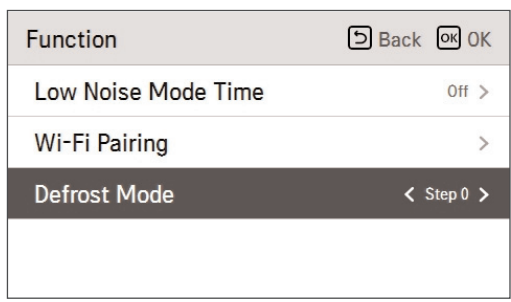 Function Back OK OK
Low Noise Mode Time Off >
Wi-Fi Pairing >
Defrost Mode < Step 0 >